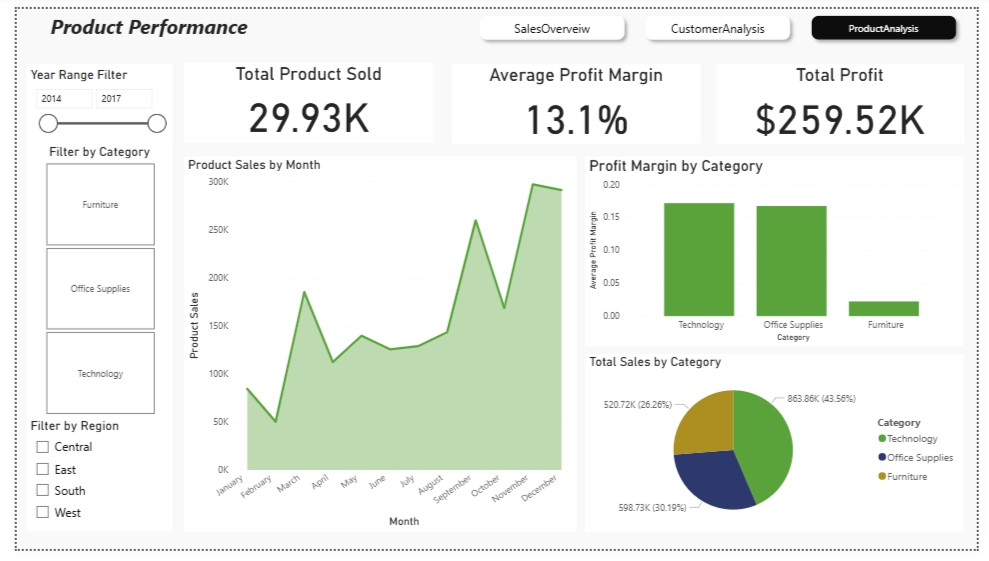 Product Performance
SalesOverveiw
CustomerAnalysis
ProductAnalysis
Year Range Filter
2014
2017
Filter by Category
Furniture
Office Supplies
Technology
Filter by Region
Central
East
South
West
Total Product Sold
29.93K
Average Profit Margin
13.1%
Total Profit
$259.52K
Product Sales by Month
Product Sales
300K
250K
200K
150K
100K
50K
0K
January
February
March
April
May
June
July
August
September
October
November
December
Month
Profit Margin by Category
Average Profit Margin
0.20
0.15
0.10
0.05
0.00
Technology
Office Supplies
Furniture
Category
Total Sales by Category
520.72K (26.26%)
863.86K (43.56%)
598.73K (30.19%)
Category
Technology
Office Supplies
Furniture